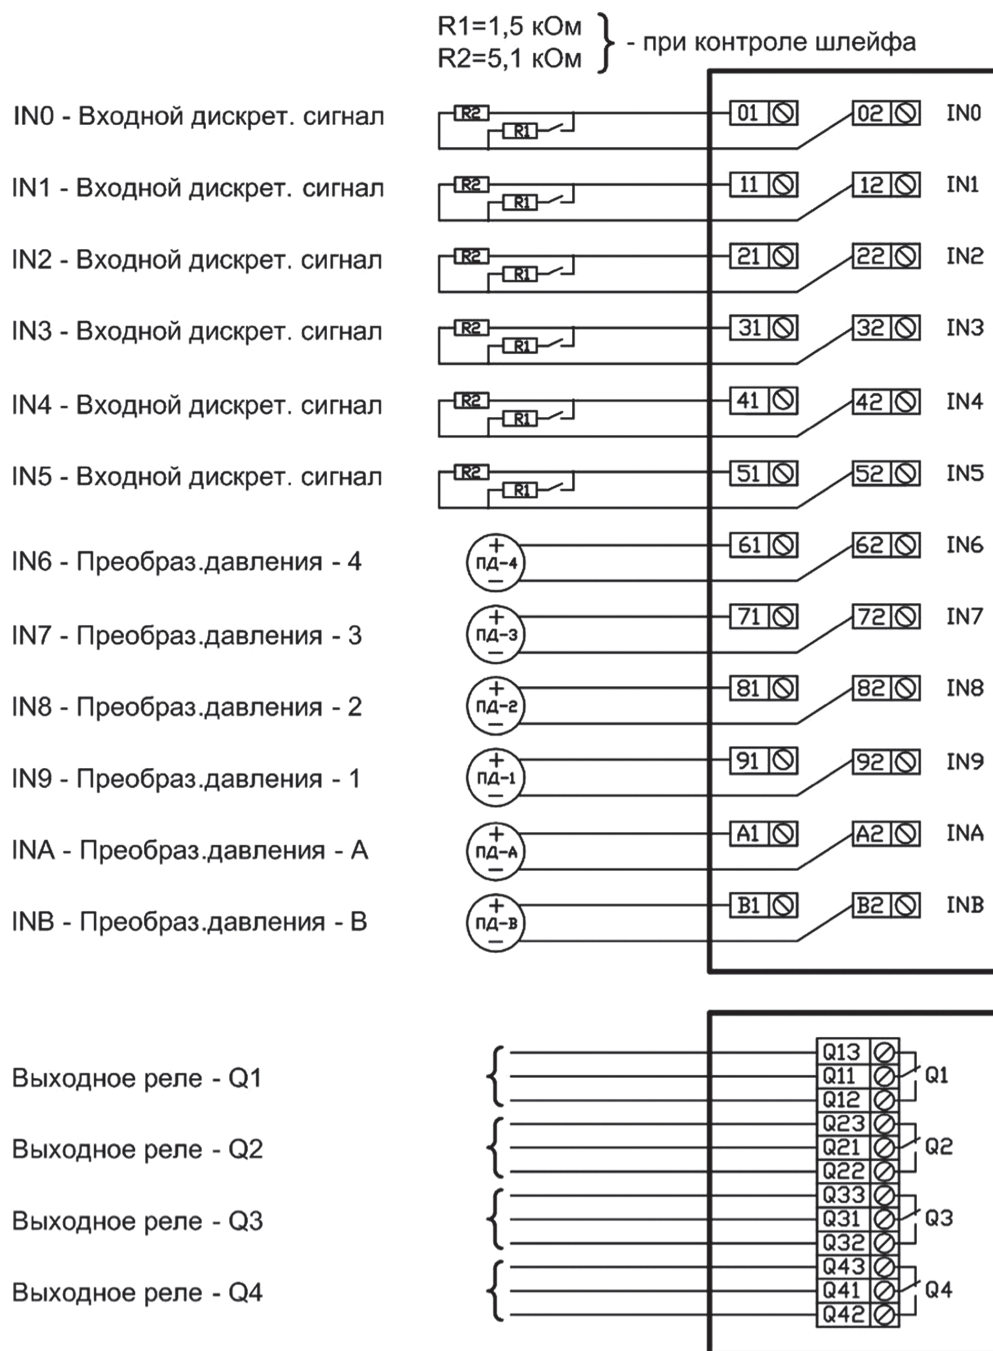 R1=1,5 кОм
R2=5,1 кОм
- при контроле шлейфа
IN0 - Входной дискрет. сигнал R2 R1 01 02 IN0
IN1 - Входной дискрет. сигнал R2 R1 11 12 IN1
IN2 - Входной дискрет. сигнал R2 R1 21 22 IN2
IN3 - Входной дискрет. сигнал R2 R1 31 32 IN3
IN4 - Входной дискрет. сигнал R2 R1 41 42 IN4
IN5 - Входной дискрет. сигнал R2 R1 51 52 IN5
IN6 - Преобраз.давления - 4 + ПД-4 − 61 62 IN6
IN7 - Преобраз.давления - 3 + ПД-3 − 71 72 IN7
IN8 - Преобраз.давления - 2 + ПД-2 − 81 82 IN8
IN9 - Преобраз.давления - 1 + ПД-1 − 91 92 IN9
INA - Преобраз.давления - A + ПД-A − A1 A2 INA
INB - Преобраз.давления - B + ПД-B − B1 B2 INB
Q13
Выходное реле - Q1 Q11 Q1
Q12
Q23
Выходное реле - Q2 Q21 Q2
Q22
Q33
Выходное реле - Q3 Q31 Q3
Q32
Q43
Выходное реле - Q4 Q41 Q4
Q42